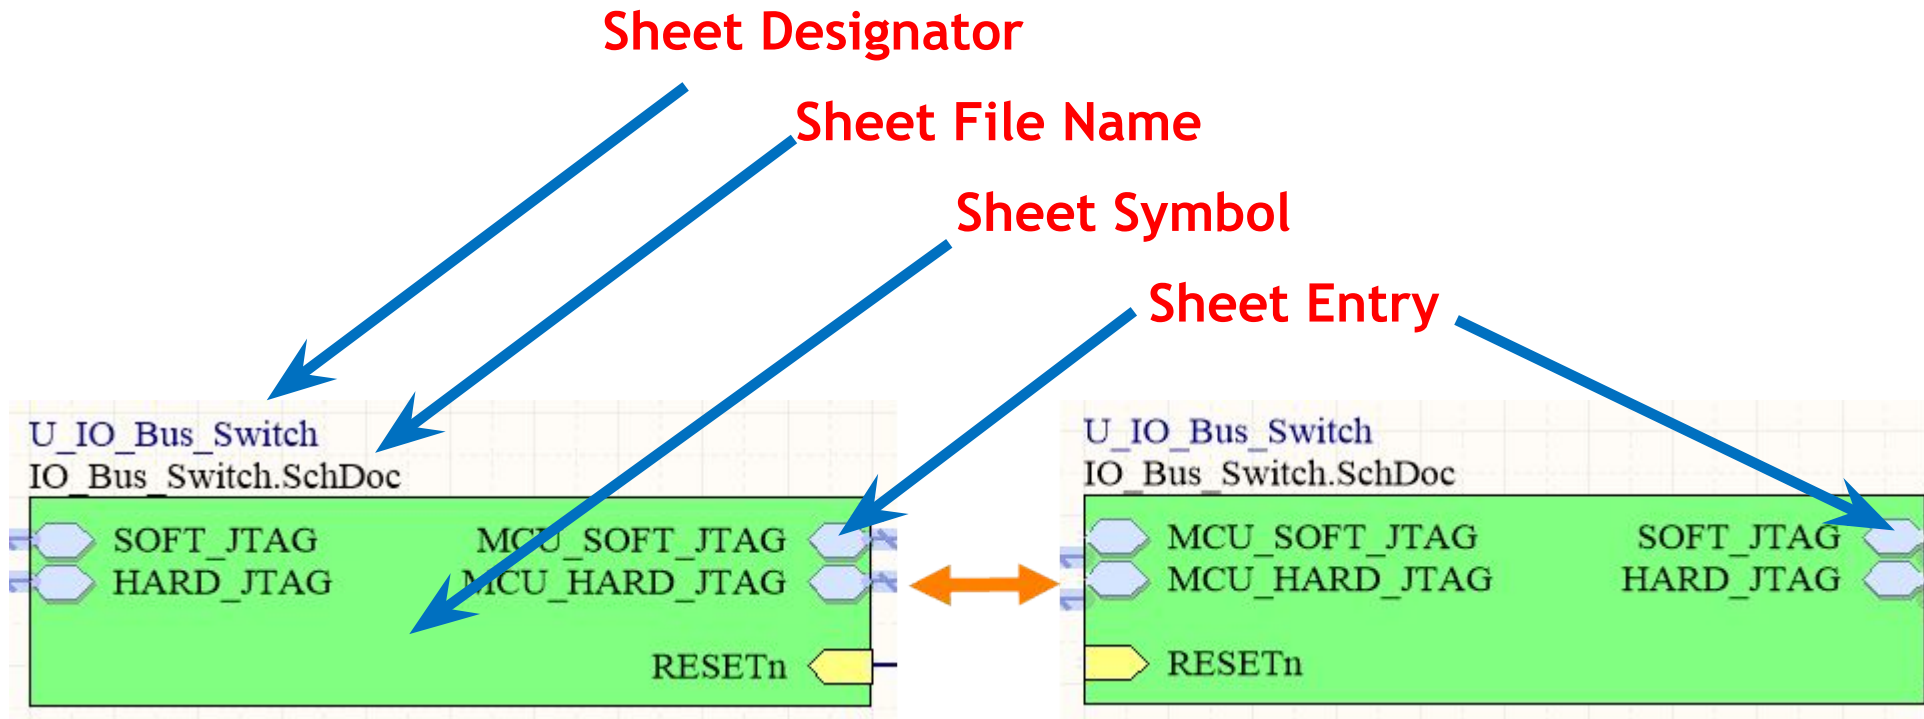 Sheet Designator
Sheet File Name
Sheet Symbol
Sheet Entry
U_IO_Bus_Switch
IO_Bus_Switch.SchDoc
SOFT_JTAG MCU_SOFT_JTAG
HARD_JTAG MCU_HARD_JTAG
RESETn
U_IO_Bus_Switch
IO_Bus_Switch.SchDoc
MCU_SOFT_JTAG SOFT_JTAG
MCU_HARD_JTAG HARD_JTAG
RESETn